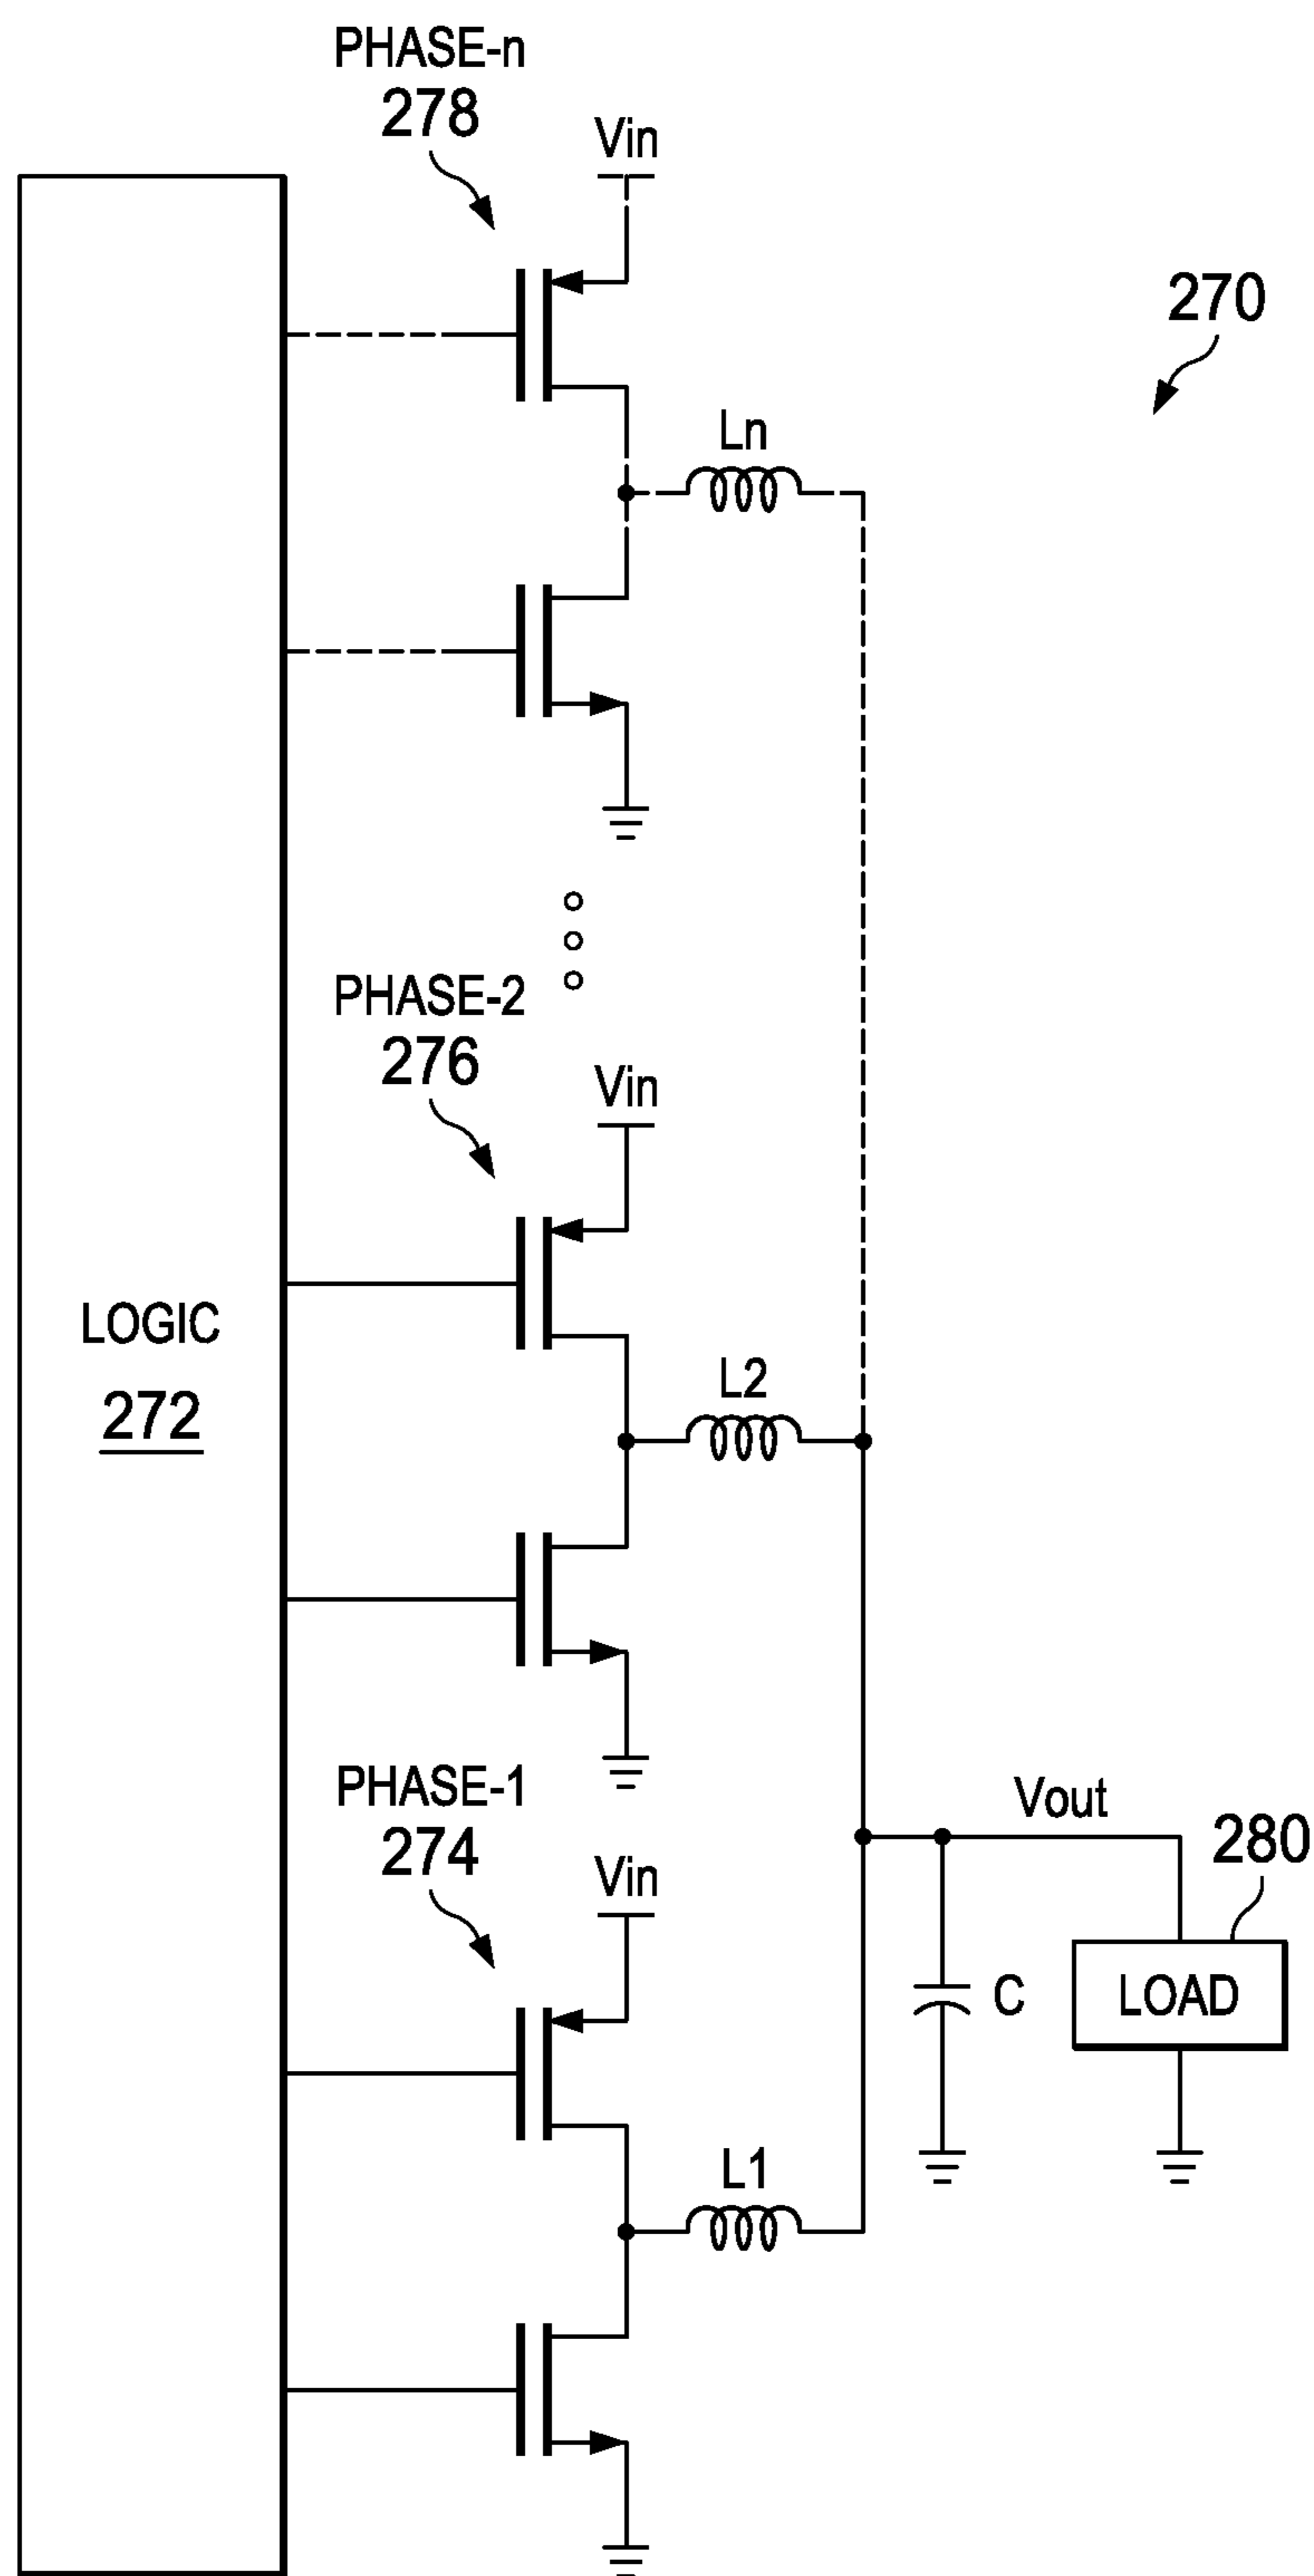 PHASE-n
278
Vin
270
Ln
PHASE-2
276
Vin
LOGIC
272
L2
PHASE-1
274
Vin
Vout
280
C
LOAD
L1